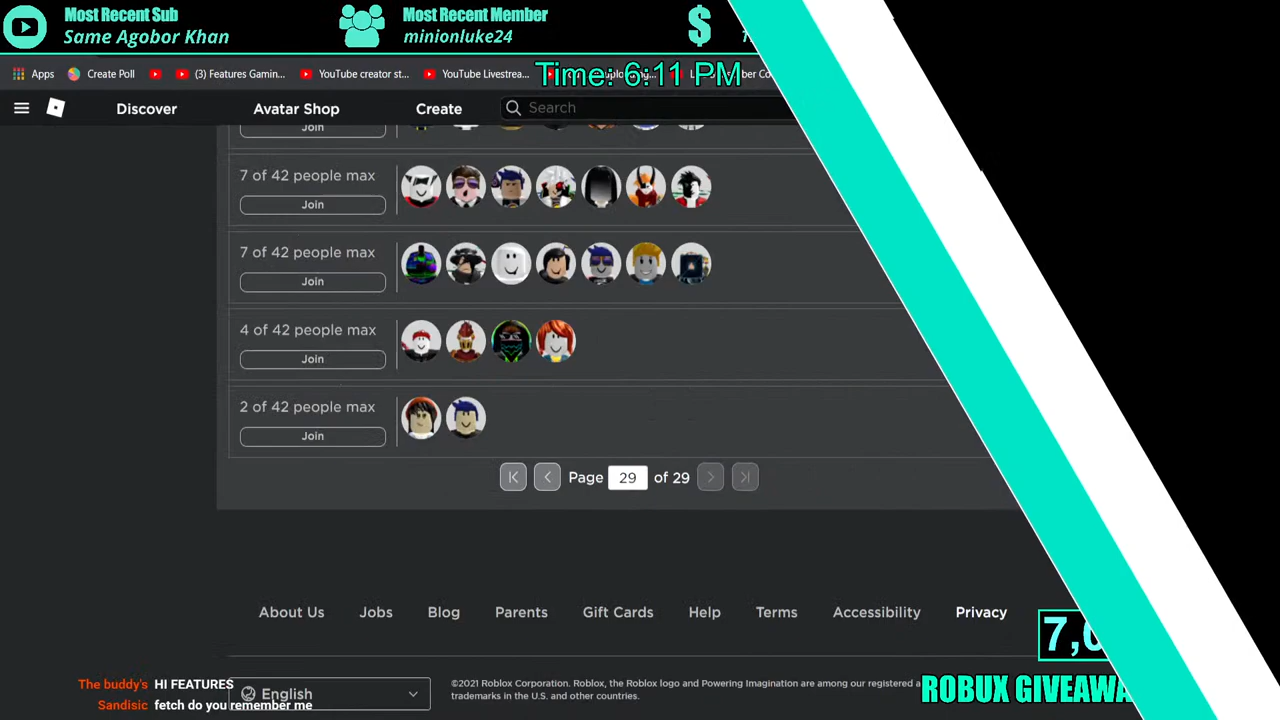 Most Recent Sub
Same Agobor Khan
Most Recent Member
minionluke24
$
Apps
Create Poll
(3) Features Gamin...
YouTube creator st...
YouTube Livestrea...
Time: 6:11 PM
Discover
Avatar Shop
Create
Search
Join
7 of 42 people max
Join
7 of 42 people max
Join
4 of 42 people max
Join
2 of 42 people max
Join
Page 29 of 29
About Us
Jobs
Blog
Parents
Gift Cards
Help
Terms
Accessibility
Privacy
ROBUX GIVEAWA
The buddy's HI FEATURES
Sandisic fetch do you remember me
English
©2021 Roblox Corporation. Roblox, the Roblox logo and Powering Imagination are among our registered
trademarks in the U.S. and other countries.